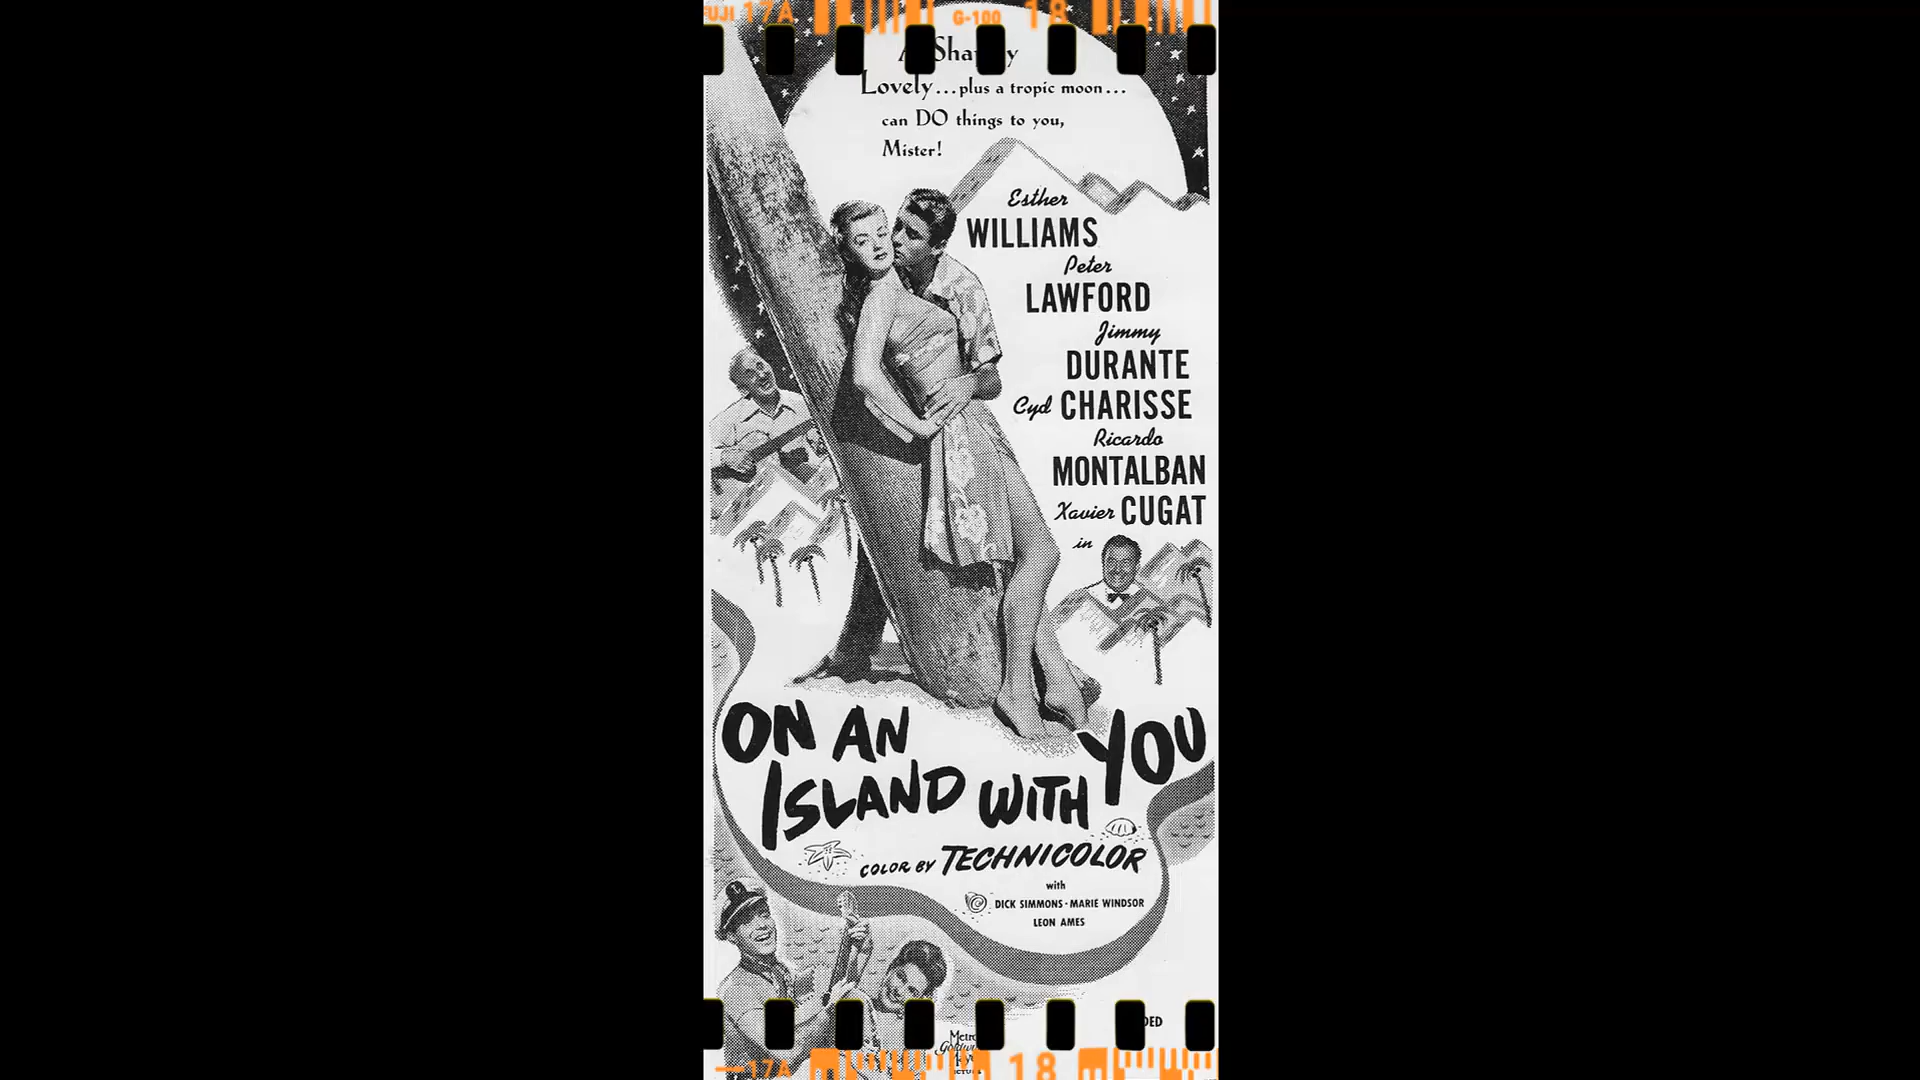 FUJI 17A G-100 18
Lovely...plus a tropic moon...
can DO things to you,
Mister!
Esther
WILLIAMS
Peter
LAWFORD
Jimmy
DURANTE
Cyd CHARISSE
Ricardo
MONTALBAN
Xavier CUGAT
in
ON AN
ISLAND WITH YOU
COLOR BY TECHNICOLOR
with
DICK SIMMONS · MARIE WINDSOR
LEON AMES
17A 18